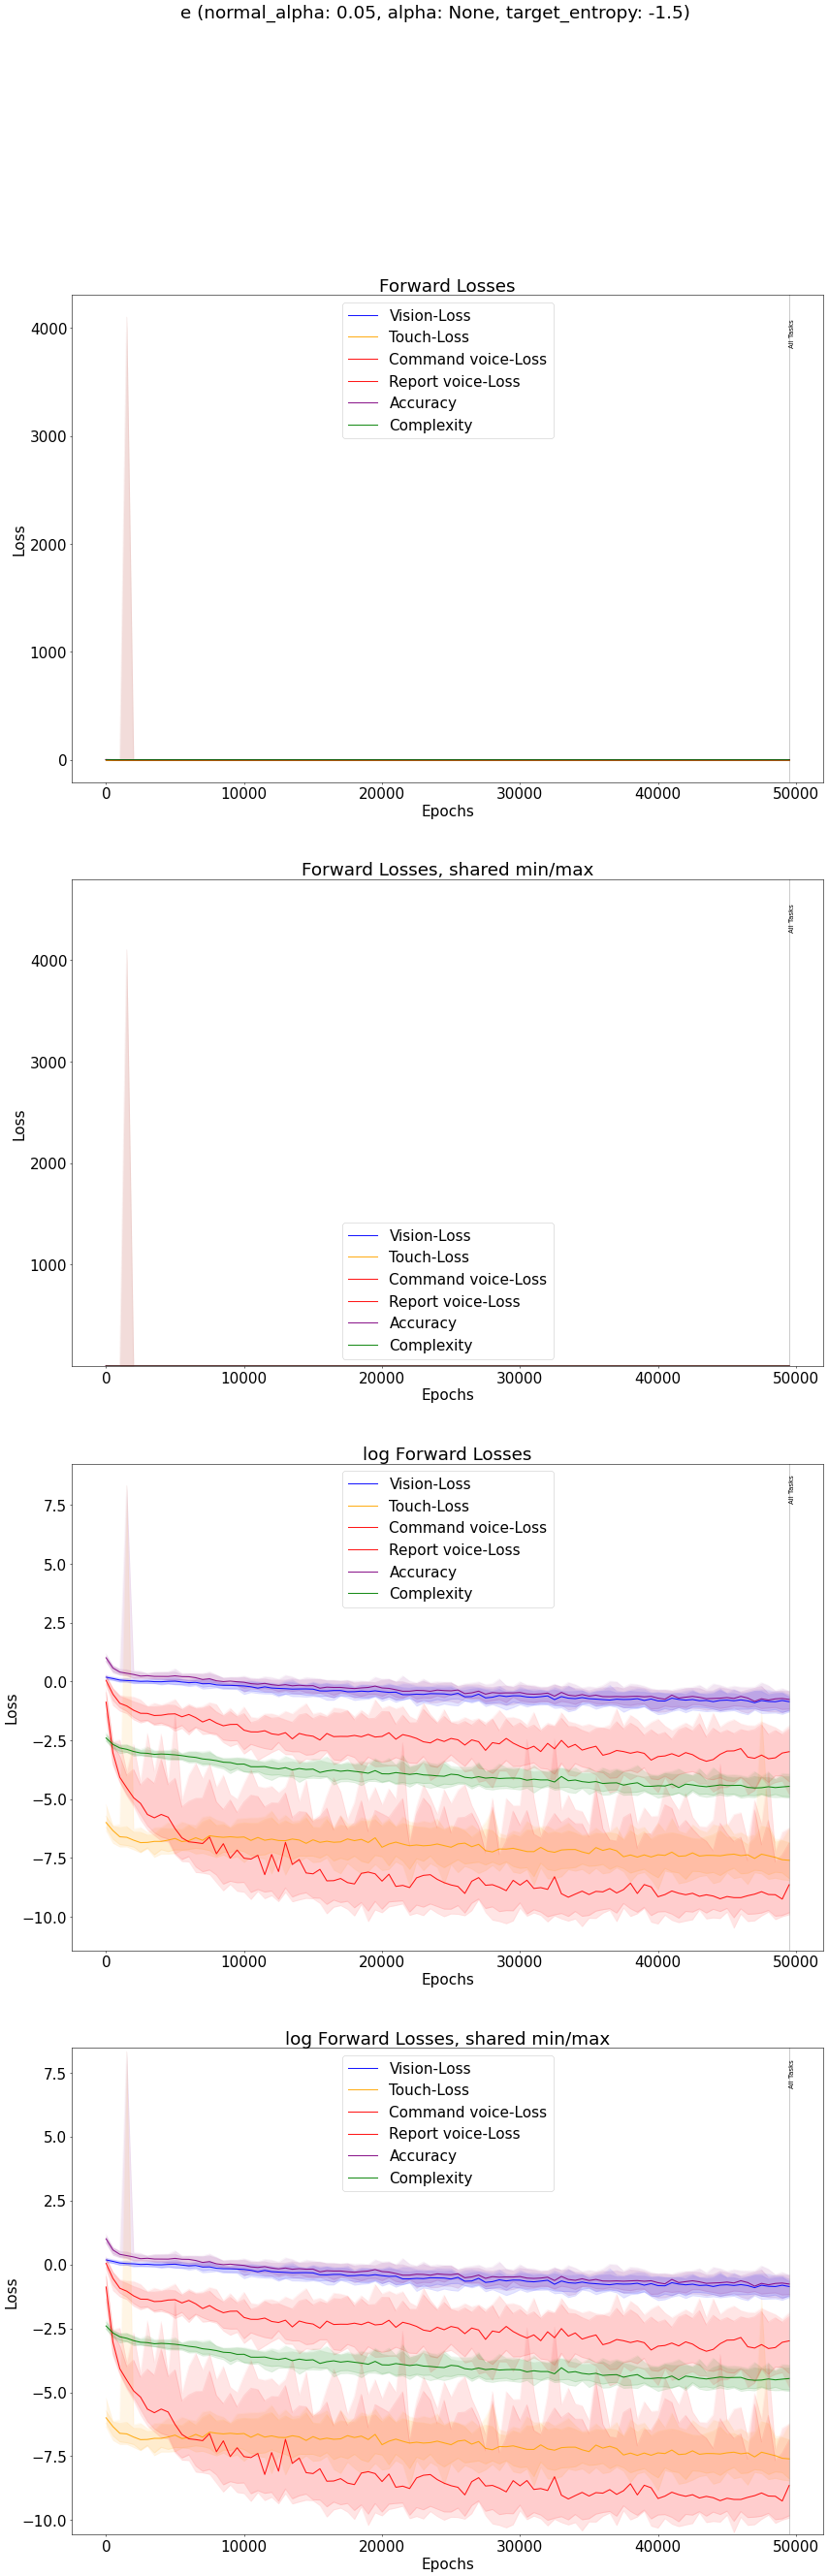 e (normal_alpha: 0.05, alpha: None, target_entropy: -1.5)
Forward Losses
Vision-Loss
Touch-Loss
Command voice-Loss
Report voice-Loss
Accuracy
Complexity
All Tasks
4000
3000
2000
1000
0
Loss
0 10000 20000 30000 40000 50000
Epochs
Forward Losses, shared min/max
All Tasks
4000
3000
2000
1000
Loss
Vision-Loss
Touch-Loss
Command voice-Loss
Report voice-Loss
Accuracy
Complexity
0 10000 20000 30000 40000 50000
Epochs
log Forward Losses
Vision-Loss
Touch-Loss
Command voice-Loss
Report voice-Loss
Accuracy
Complexity
All Tasks
7.5
5.0
2.5
0.0
−2.5
−5.0
−7.5
−10.0
Loss
0 10000 20000 30000 40000 50000
Epochs
log Forward Losses, shared min/max
Vision-Loss
Touch-Loss
Command voice-Loss
Report voice-Loss
Accuracy
Complexity
All Tasks
7.5
5.0
2.5
0.0
−2.5
−5.0
−7.5
−10.0
Loss
0 10000 20000 30000 40000 50000
Epochs